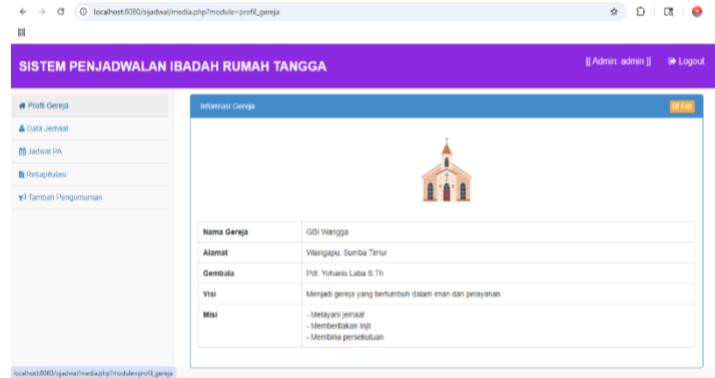 localhost:8080/sijadwal/media.php?module=profil_gereja
SISTEM PENJADWALAN IBADAH RUMAH TANGGA
[[ Admin: admin ]] Logout
Profil Gereja
Data Jemaat
Jadwal PA
Rekapitulasi
Tambah Pengumuman
Informasi Gereja
Edit
Nama Gereja GBI Wangga
Alamat Waingapu, Sumba Timur
Gembala Pdt. Yohanis Laba S.Th
Visi Menjadi gereja yang bertumbuh dalam iman dan pelayanan.
Misi - Melayani jemaat
- Memberitakan Injil
- Membina persekutuan
localhost:8080/sijadwal/media.php?module=profil_gereja